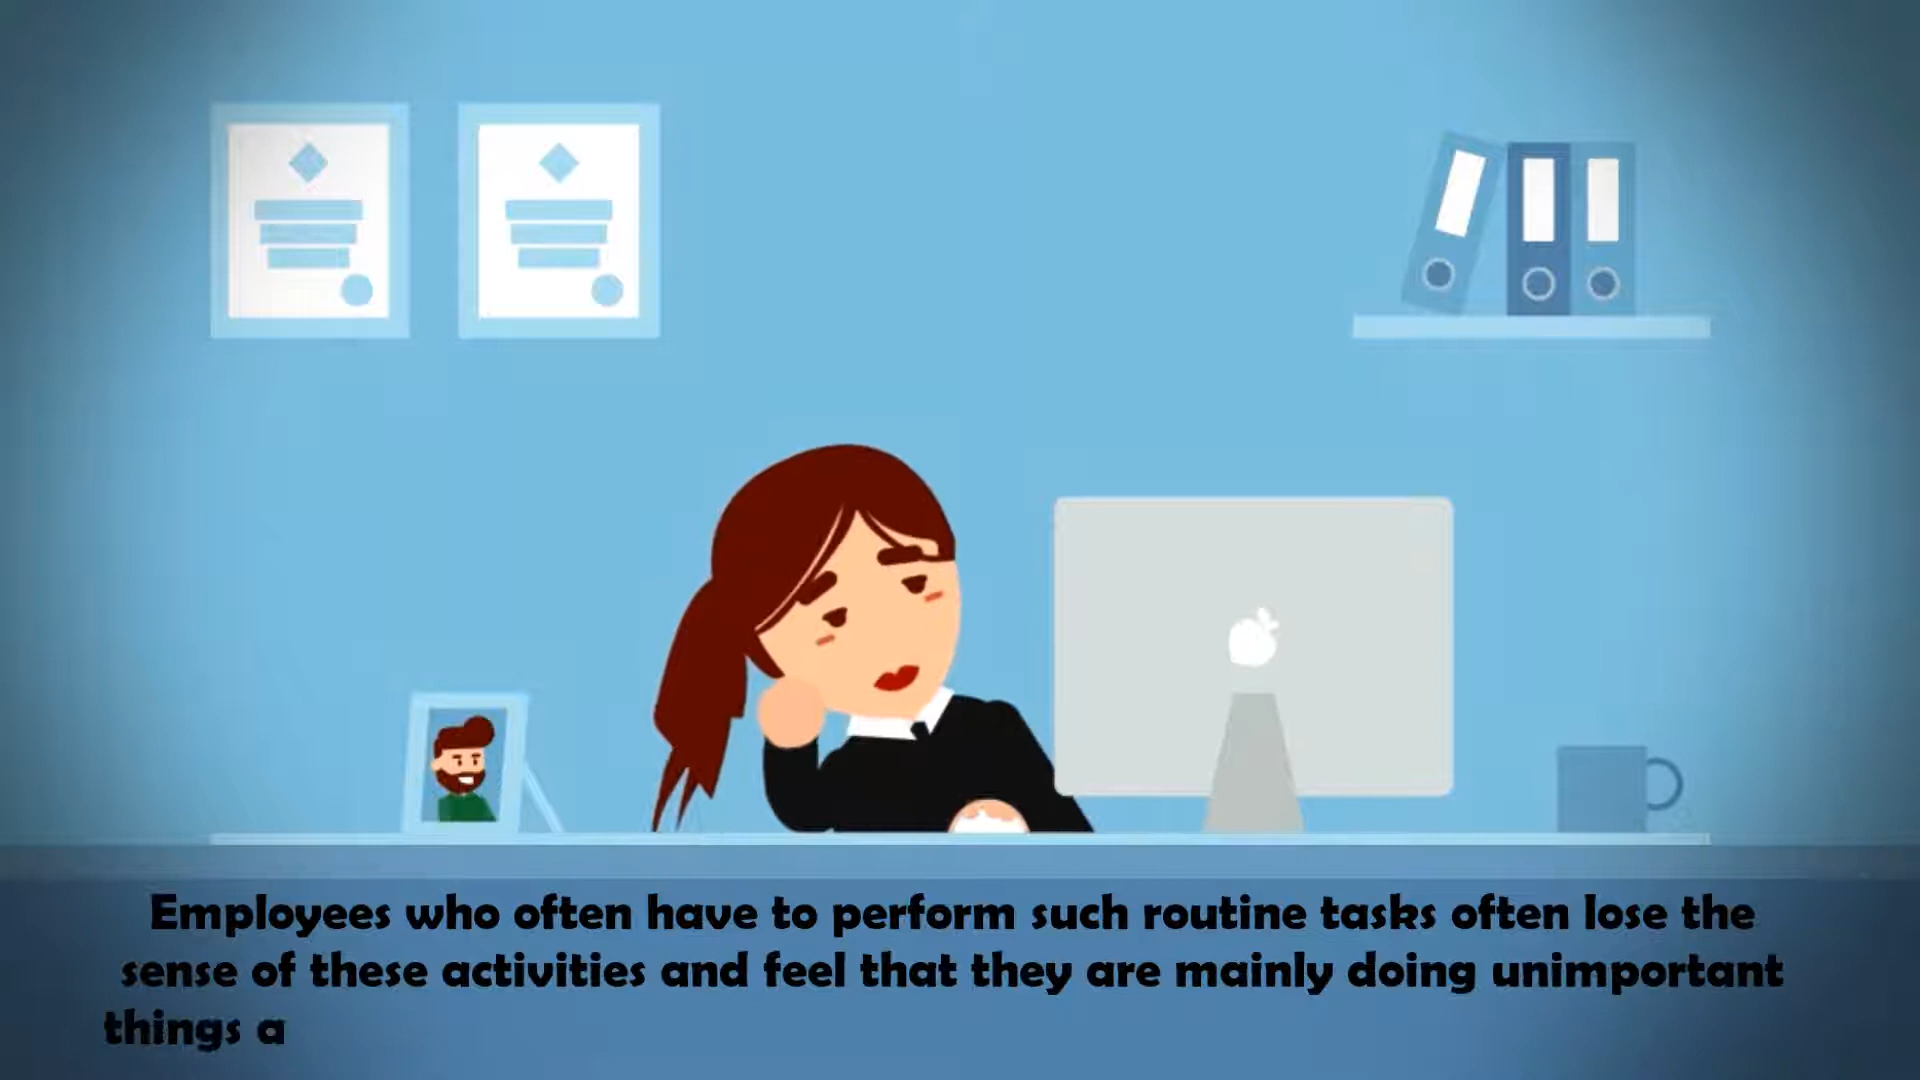 Employees who often have to perform such routine tasks often lose the
sense of these activities and feel that they are mainly doing unimportant
things a